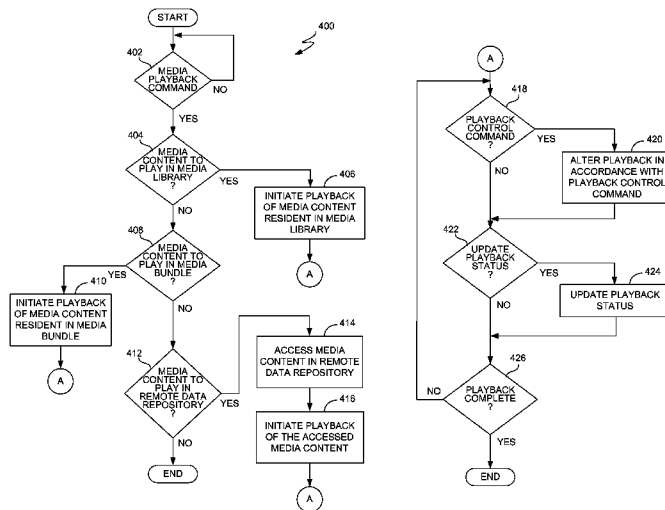 START
400
402
MEDIA
PLAYBACK
COMMAND
?
NO
YES
404
MEDIA
CONTENT TO
PLAY IN MEDIA
LIBRARY
?
YES
406
INITIATE PLAYBACK
OF MEDIA CONTENT
RESIDENT IN MEDIA
LIBRARY
A
NO
408
MEDIA
CONTENT TO
PLAY IN MEDIA
BUNDLE
?
YES
410
INITIATE PLAYBACK
OF MEDIA CONTENT
RESIDENT IN MEDIA
BUNDLE
A
NO
412
MEDIA
CONTENT TO
PLAY IN
REMOTE DATA
REPOSITORY
?
YES
414
ACCESS MEDIA
CONTENT IN REMOTE
DATA REPOSITORY
416
INITIATE PLAYBACK
OF THE ACCESSED
MEDIA CONTENT
A
NO
END
A
418
PLAYBACK
CONTROL
COMMAND
?
YES
420
ALTER PLAYBACK IN
ACCORDANCE WITH
PLAYBACK CONTROL
COMMAND
NO
422
UPDATE
PLAYBACK
STATUS
?
YES
424
UPDATE PLAYBACK
STATUS
NO
426
PLAYBACK
COMPLETE
?
NO
YES
END